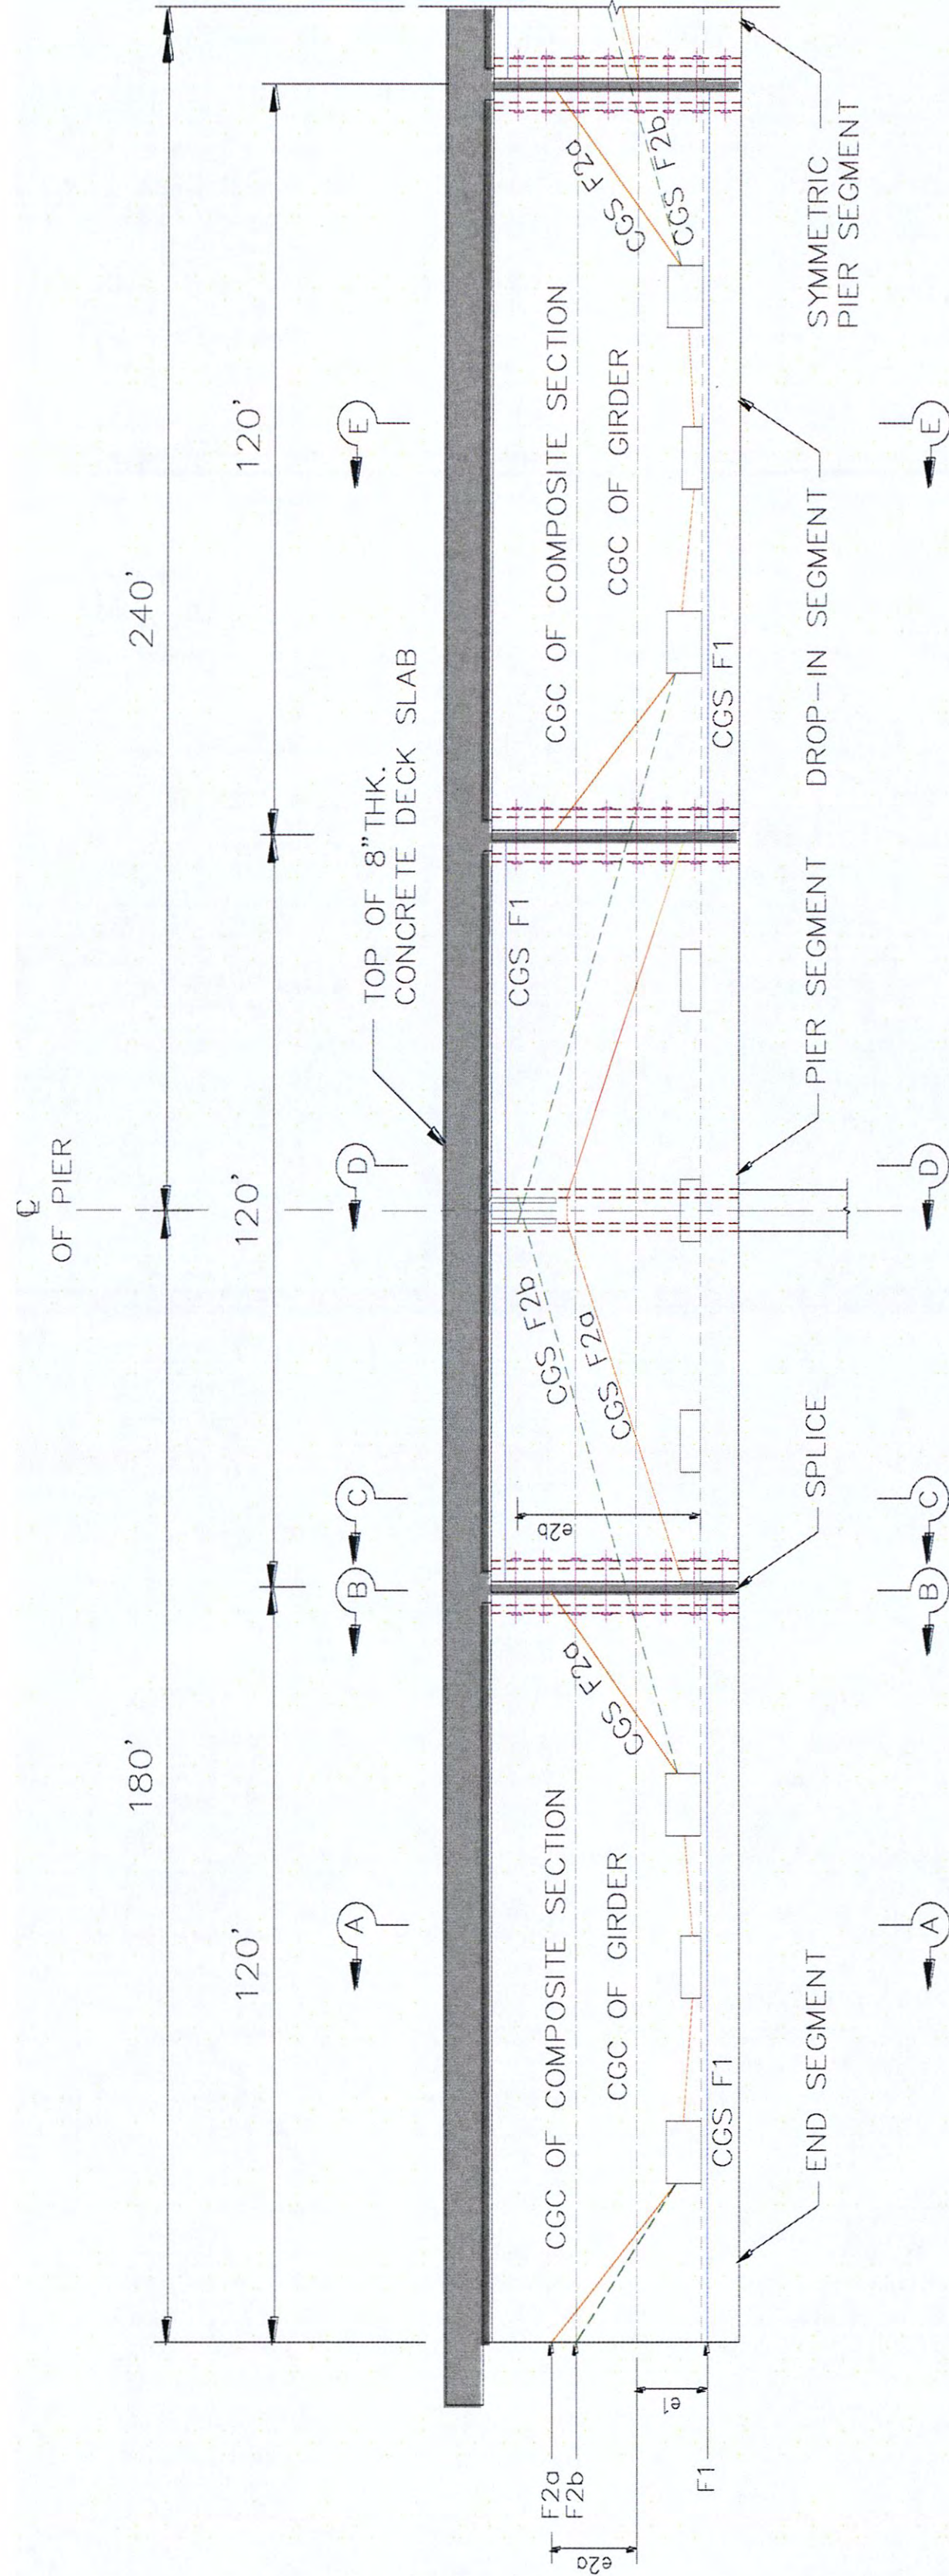 ℄
OF PIER
180'
240'
120'
120'
120'
TOP OF 8"THK.
CONCRETE DECK SLAB
A
B
C
D
E
F2a
F2b
F1
e2a
e1
e2b
CGC OF COMPOSITE SECTION
CGC OF GIRDER
CGS F1
CGS F2a
CGS F2b
CGS F2a
CGS F1
CGC OF COMPOSITE SECTION
CGC OF GIRDER
CGS F1
CGS F2a
CGS F2b
A
B
C
D
E
END SEGMENT
SPLICE
PIER SEGMENT
DROP-IN SEGMENT
SYMMETRIC
PIER SEGMENT